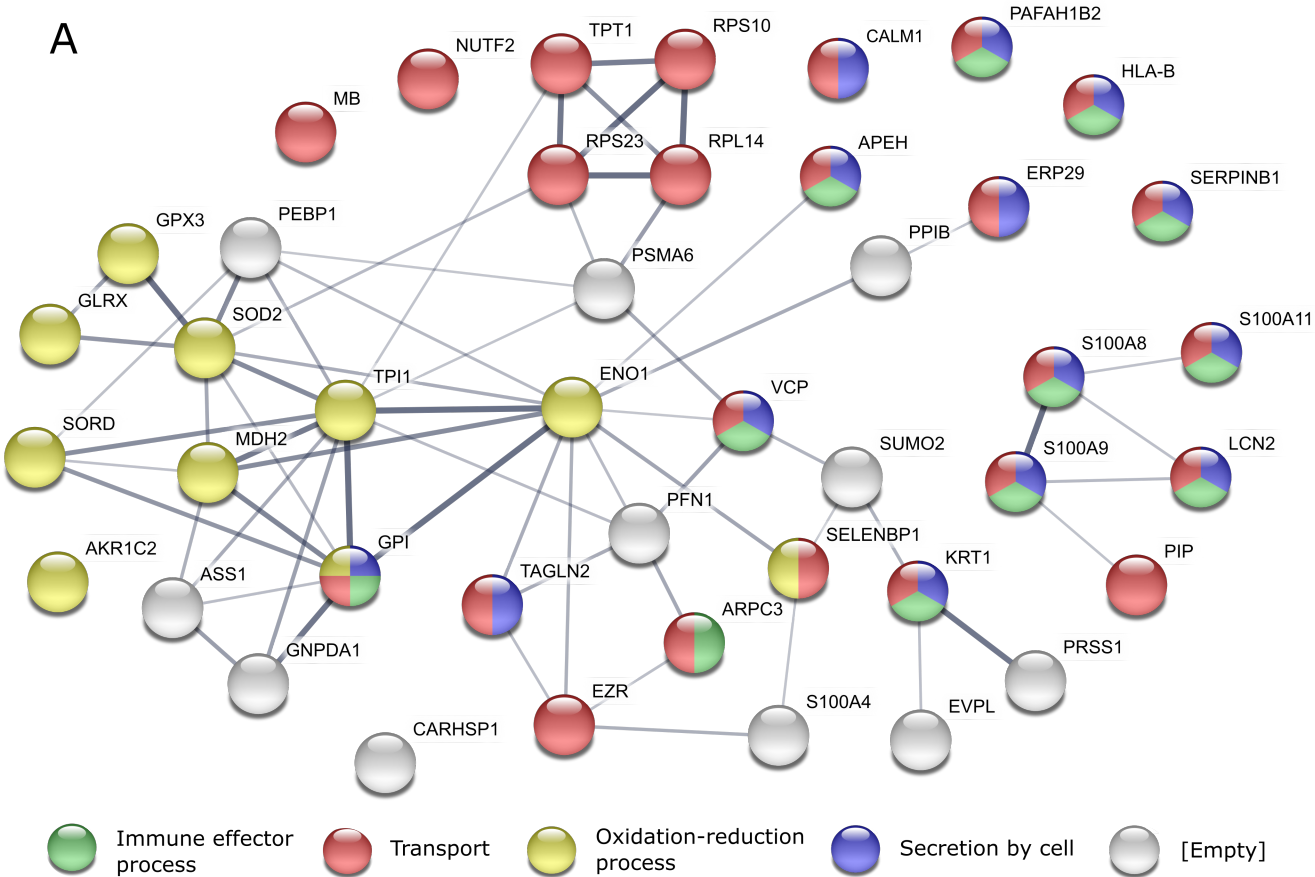 A
NUTF2
TPT1
RPS10
CALM1
PAFAH1B2
HLA-B
MB
RPS23
RPL14
APEH
ERP29
SERPINB1
GPX3
PEBP1
PSMA6
PPIB
GLRX
SOD2
S100A11
S100A8
TPI1
ENO1
VCP
SORD
MDH2
SUMO2
S100A9
LCN2
PFN1
GPI
SELENBP1
AKR1C2
ASS1
TAGLN2
KRT1
PIP
ARPC3
GNPDA1
PRSS1
EZR
S100A4
EVPL
CARHSP1
Immune effector
process
Transport
Oxidation-reduction
process
Secretion by cell
[Empty]